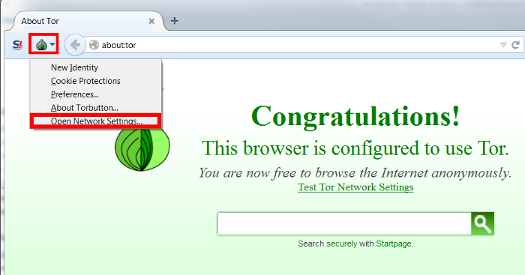 About Tor
S!
about:tor
New Identity
Cookie Protections
Preferences...
About Torbutton...
Open Network Settings...
Congratulations!
This browser is configured to use Tor.
You are now free to browse the Internet anonymously.
Test Tor Network Settings
Search securely with Startpage.